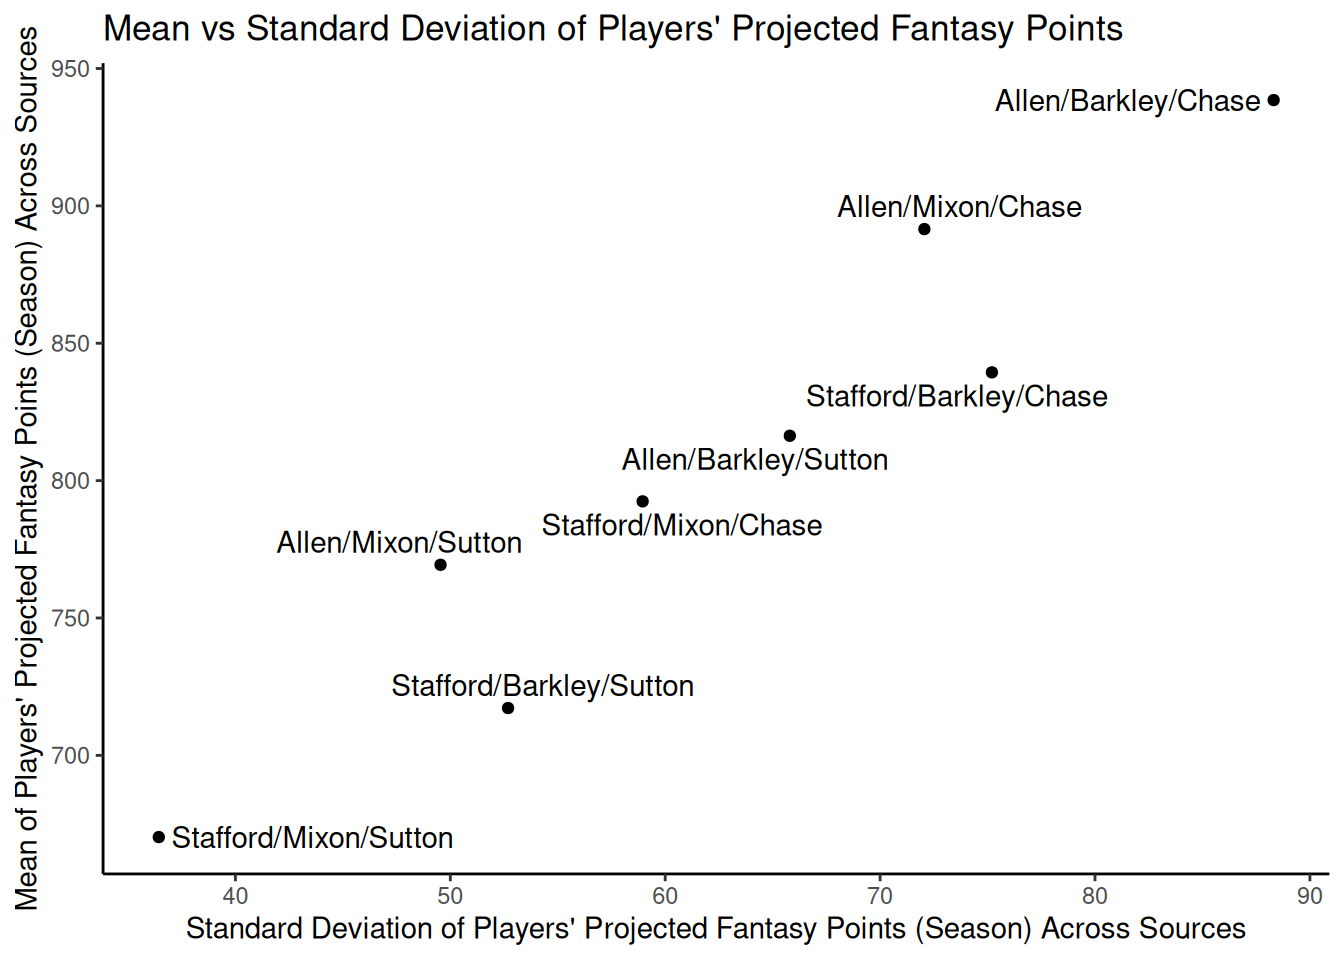 Mean vs Standard Deviation of Players' Projected Fantasy Points
Mean of Players' Projected Fantasy Points (Season) Across Sources
950
900
850
800
750
700
Allen/Barkley/Chase
Allen/Mixon/Chase
Stafford/Barkley/Chase
Allen/Barkley/Sutton
Stafford/Mixon/Chase
Allen/Mixon/Sutton
Stafford/Barkley/Sutton
Stafford/Mixon/Sutton
40
50
60
70
80
90
Standard Deviation of Players' Projected Fantasy Points (Season) Across Sources